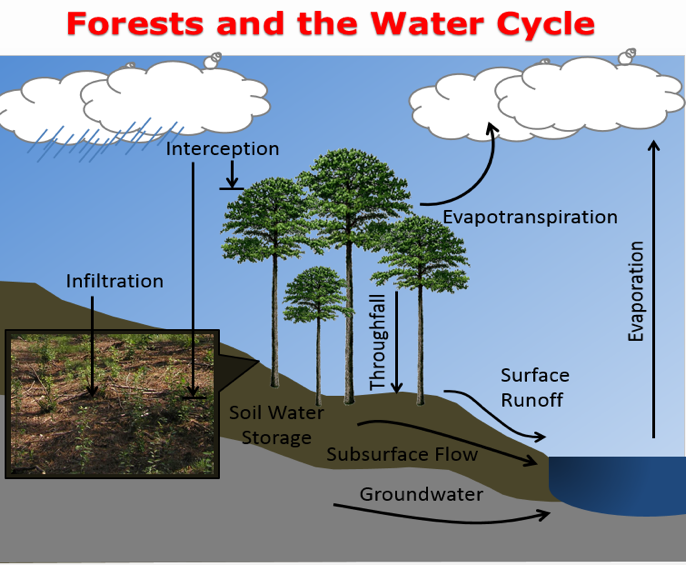 Forests and the Water Cycle
Interception
Evapotranspiration
Infiltration
Evaporation
Throughfall
Surface
Runoff
Soil Water
Storage
Subsurface Flow
Groundwater